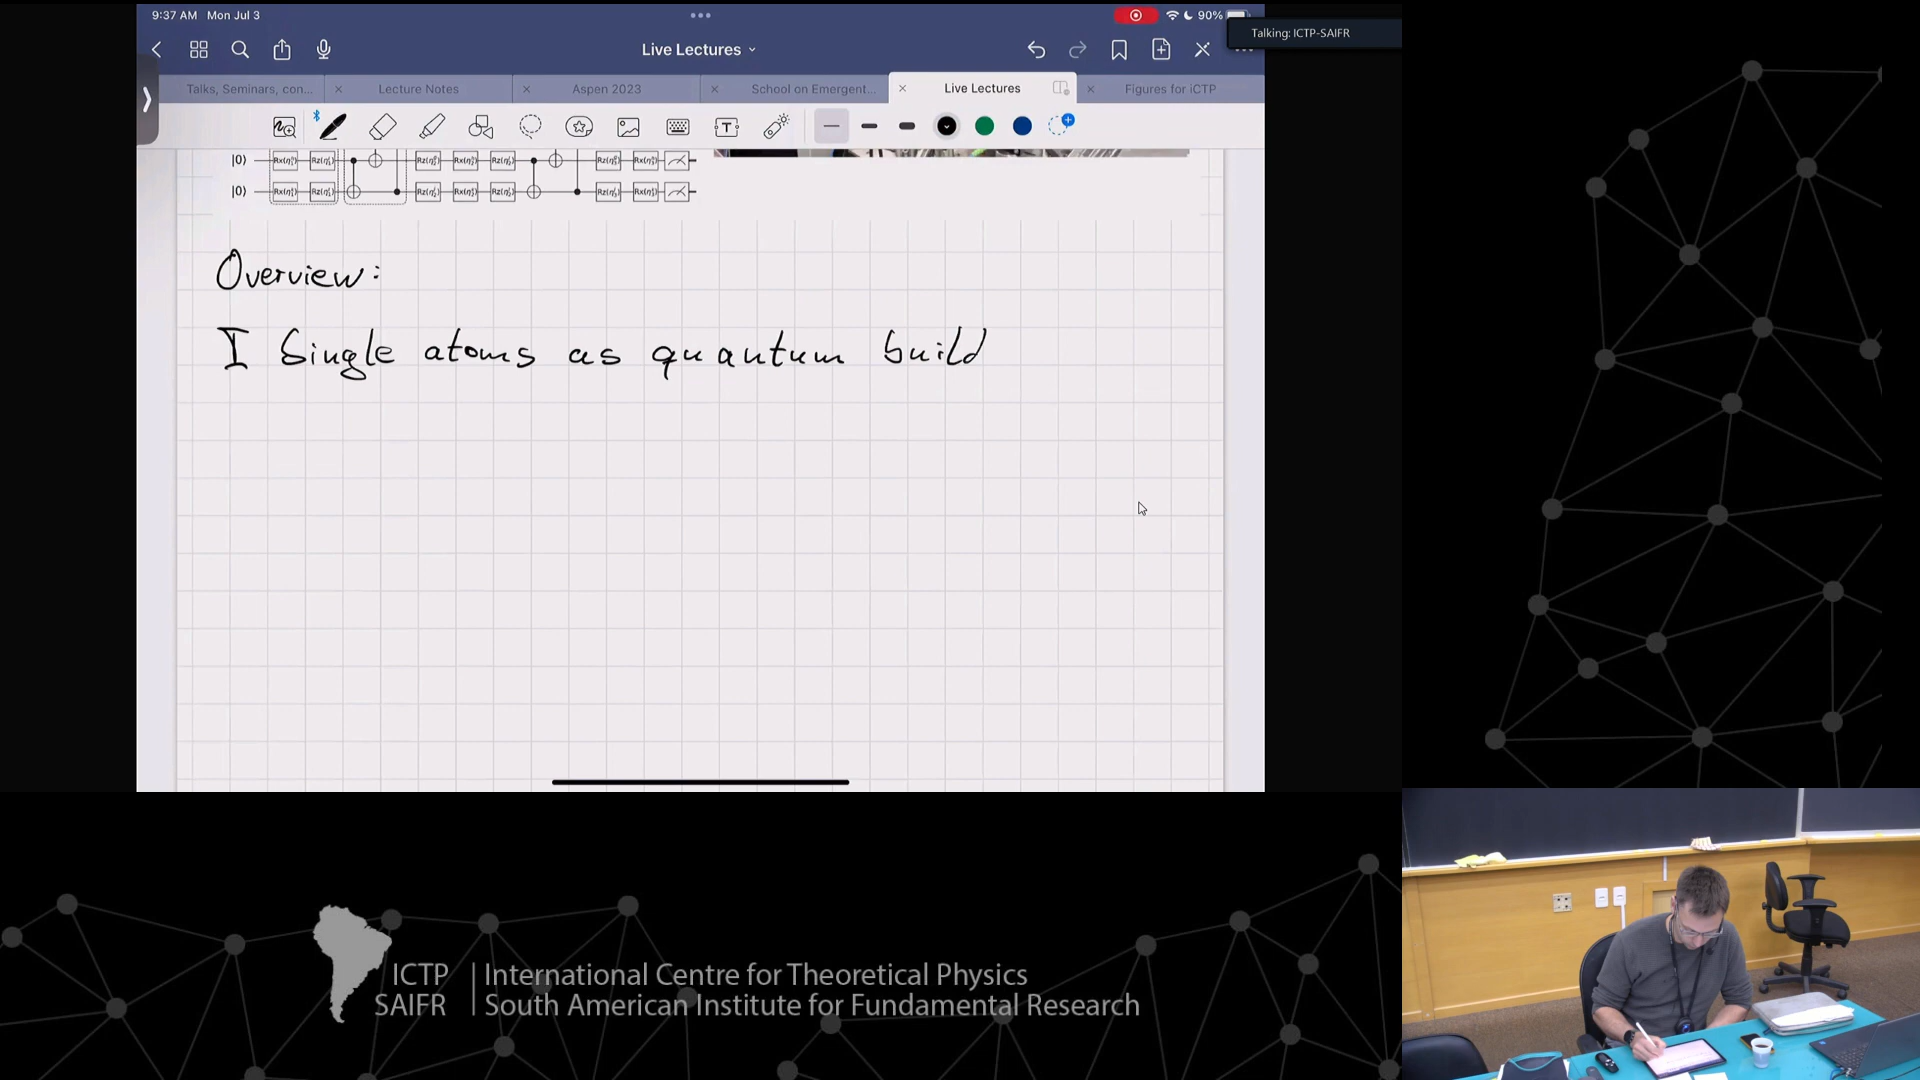 9:37 AM Mon Jul 3
90%
Talking: ICTP-SAIFR
Live Lectures
Talks, Seminars, con...
Lecture Notes
Aspen 2023
School on Emergent...
Live Lectures
Figures for iCTP
T
|0⟩
|0⟩
Overview:
I Single atoms as quantum build
ICTP | International Centre for Theoretical Physics
SAIFR | South American Institute for Fundamental Research